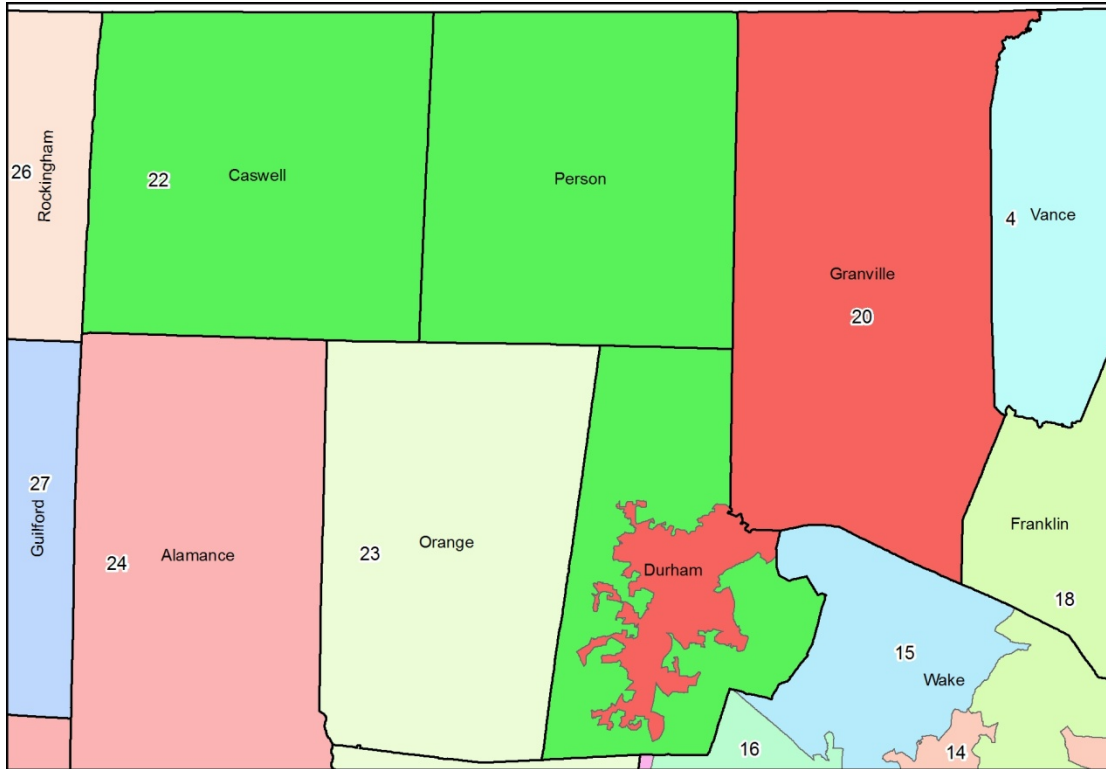 26
Rockingham
22
Caswell
Person
Granville
20
4
Vance
27
Guilford
24
Alamance
23
Orange
Durham
Franklin
18
15
Wake
16
14